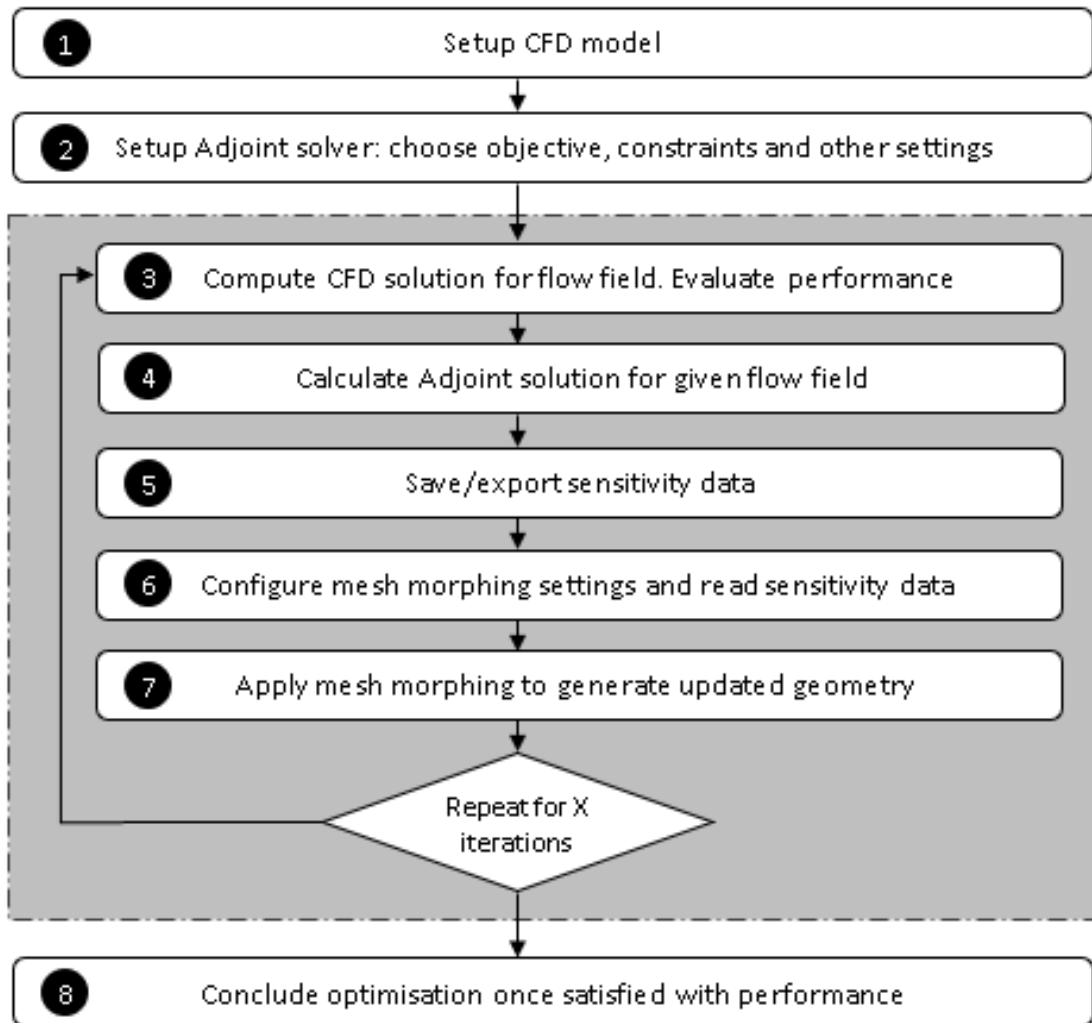 1 Setup CFD model
2 Setup Adjoint solver: choose objective, constraints and other settings
3 Compute CFD solution for flow field. Evaluate performance
4 Calculate Adjoint solution for given flow field
5 Save/export sensitivity data
6 Configure mesh morphing settings and read sensitivity data
7 Apply mesh morphing to generate updated geometry
Repeat for X
iterations
8 Conclude optimisation once satisfied with performance